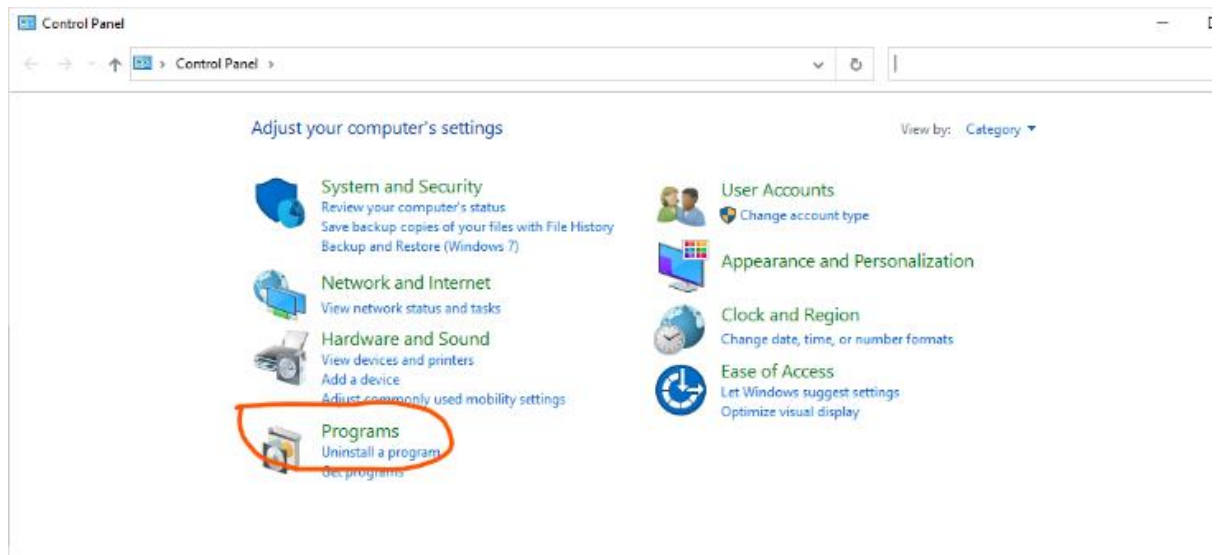 Control Panel
Control Panel
Adjust your computer's settings
View by: Category
System and Security
Review your computer's status
Save backup copies of your files with File History
Backup and Restore (Windows 7)
Network and Internet
View network status and tasks
Hardware and Sound
View devices and printers
Add a device
Adjust commonly used mobility settings
Programs
Uninstall a program
Get programs
User Accounts
Change account type
Appearance and Personalization
Clock and Region
Change date, time, or number formats
Ease of Access
Let Windows suggest settings
Optimize visual display